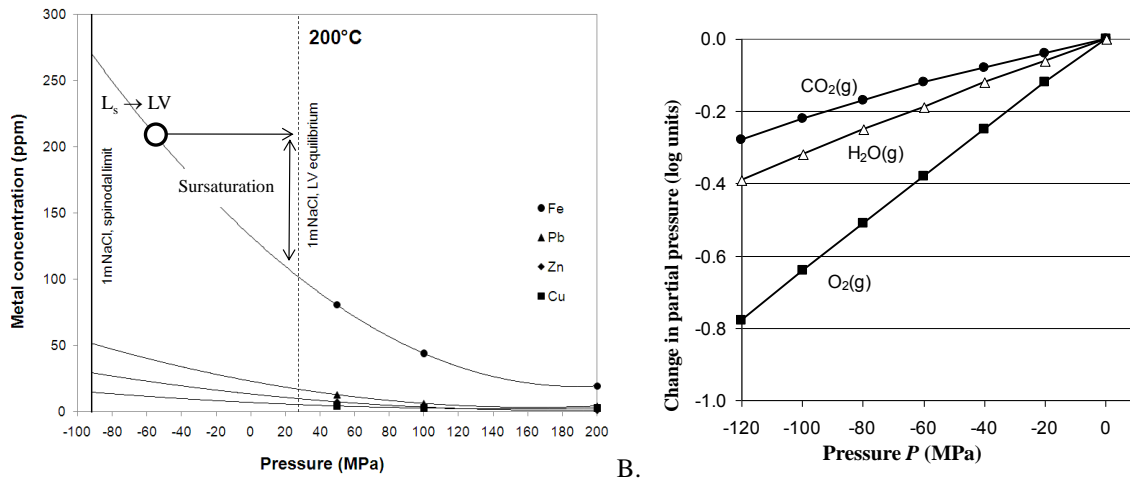 300
250
200
150
100
50
0
Metal concentration (ppm)
-100 -80 -60 -40 -20 0 20 40 60 80 100 120 140 160 180 200
Pressure (MPa)
200°C
Ls → LV
Sursaturation
1mNaCl, spinodal limit
1m NaCl, LV equilibrium
Fe
Pb
Zn
Cu
B.
0.0
-0.2
-0.4
-0.6
-0.8
-1.0
Change in partial pressure (log units)
CO2(g)
H2O(g)
O2(g)
-120 -100 -80 -60 -40 -20 0
Pressure P (MPa)